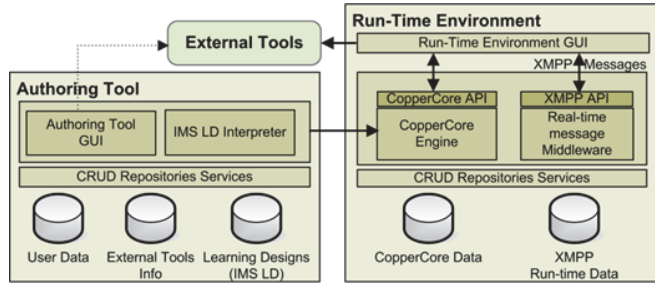 External Tools
Authoring Tool
Authoring Tool
GUI
IMS LD Interpreter
CRUD Repositories Services
User Data
External Tools
Info
Learning Designs
(IMS LD)
Run-Time Environment
Run-Time Environment GUI
XMPP Messages
CopperCore API
CopperCore
Engine
XMPP API
Real-time
message
Middleware
CRUD Repositories Services
CopperCore Data
XMPP
Run-time Data